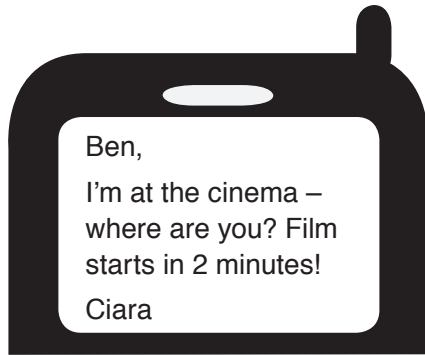 Ben,
I’m at the cinema –
where are you? Film
starts in 2 minutes!
Ciara